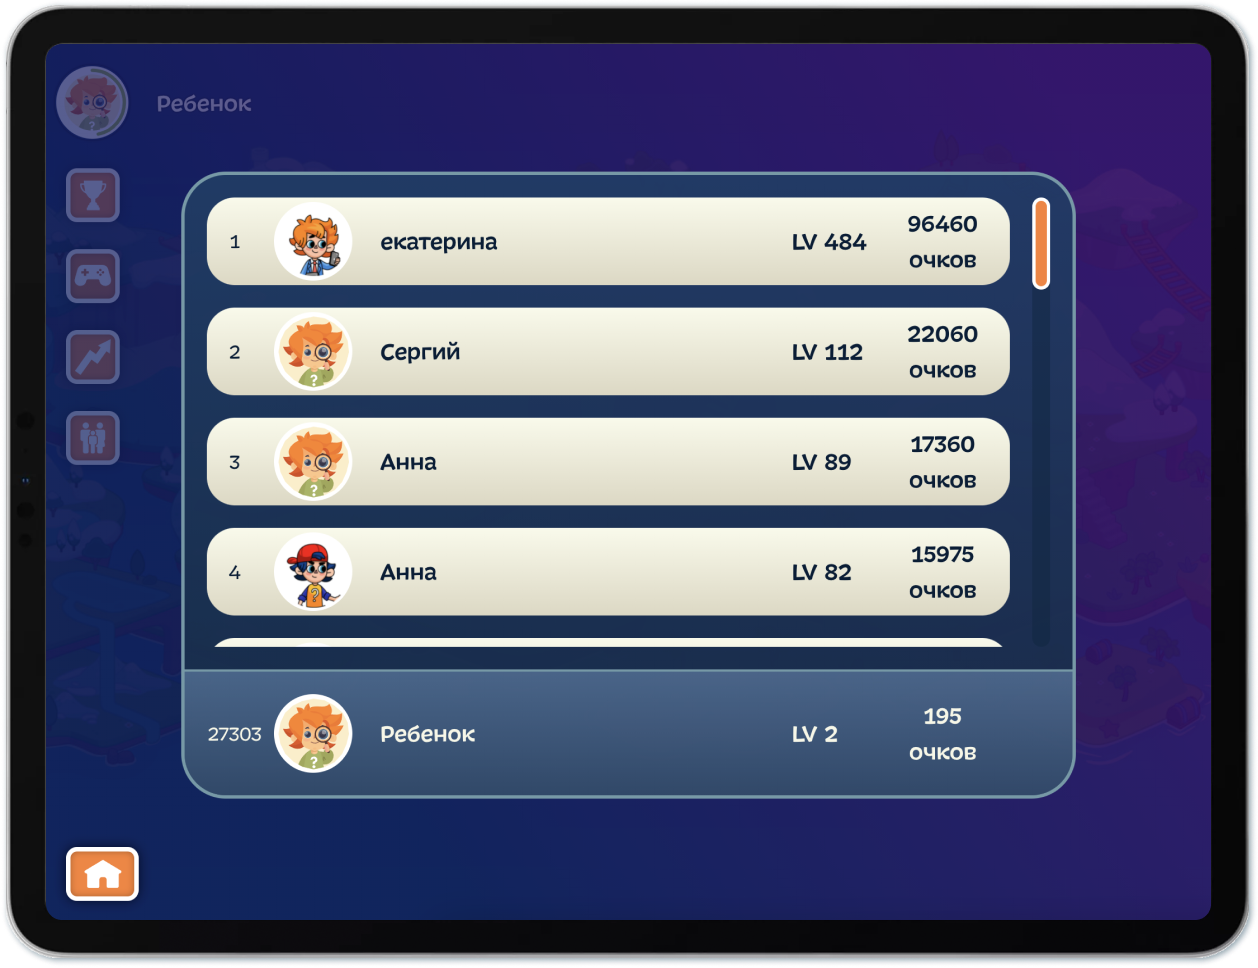 Ребенок
1 екатерина LV 484 96460
очков
2 Сергий LV 112 22060
очков
3 Анна LV 89 17360
очков
4 Анна LV 82 15975
очков
27303 Ребенок LV 2 195
очков